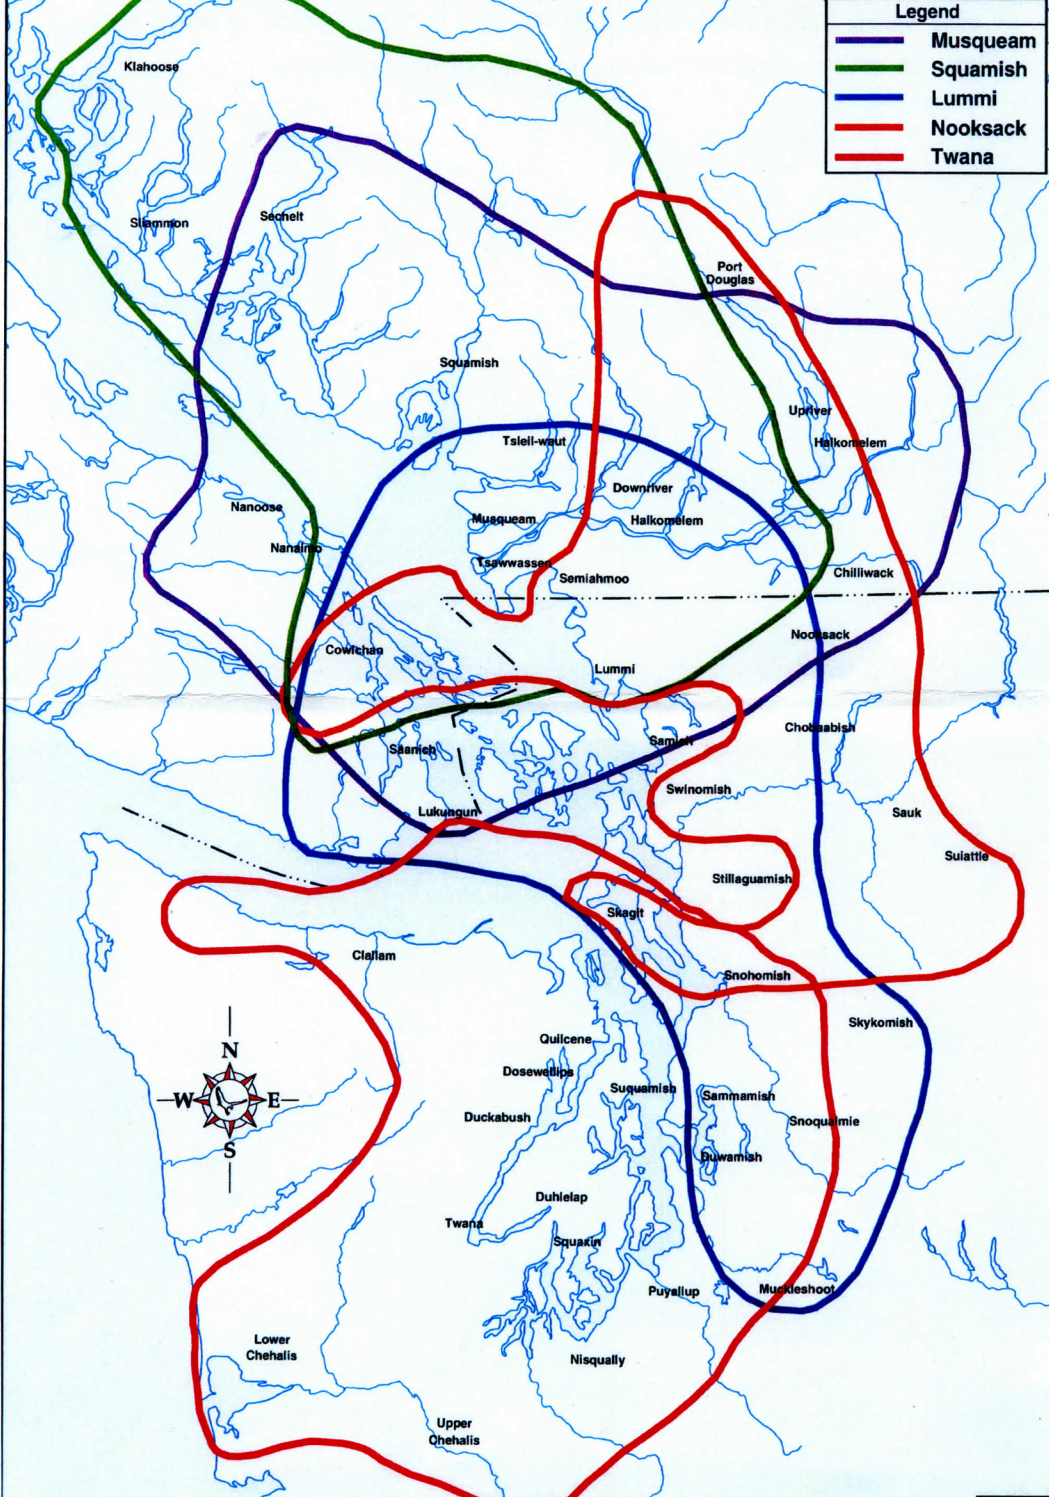 Legend
Musqueam
Squamish
Lummi
Nooksack
Twana
Klahoose
Sliammon
Sechelt
Port
Douglas
Squamish
Upriver
Halkomelem
Tsleil-waut
Downriver
Halkomelem
Musqueam
Nanoose
Nanaimo
Tsawwassen
Semiahmoo
Chilliwack
Nooksack
Cowichan
Lummi
Chobaabish
Saanich
Samish
Swinomish
Lukungun
Sauk
Suiattle
Stillaguamish
Skagit
Clallam
Snohomish
Skykomish
N
W
E
S
Quilcene
Dosewellips
Suquamish
Sammamish
Duckabush
Snoqualmie
Duwamish
Duhlelap
Twana
Squaxin
Puyallup
Muckleshoot
Lower
Chehalis
Nisqually
Upper
Chehalis